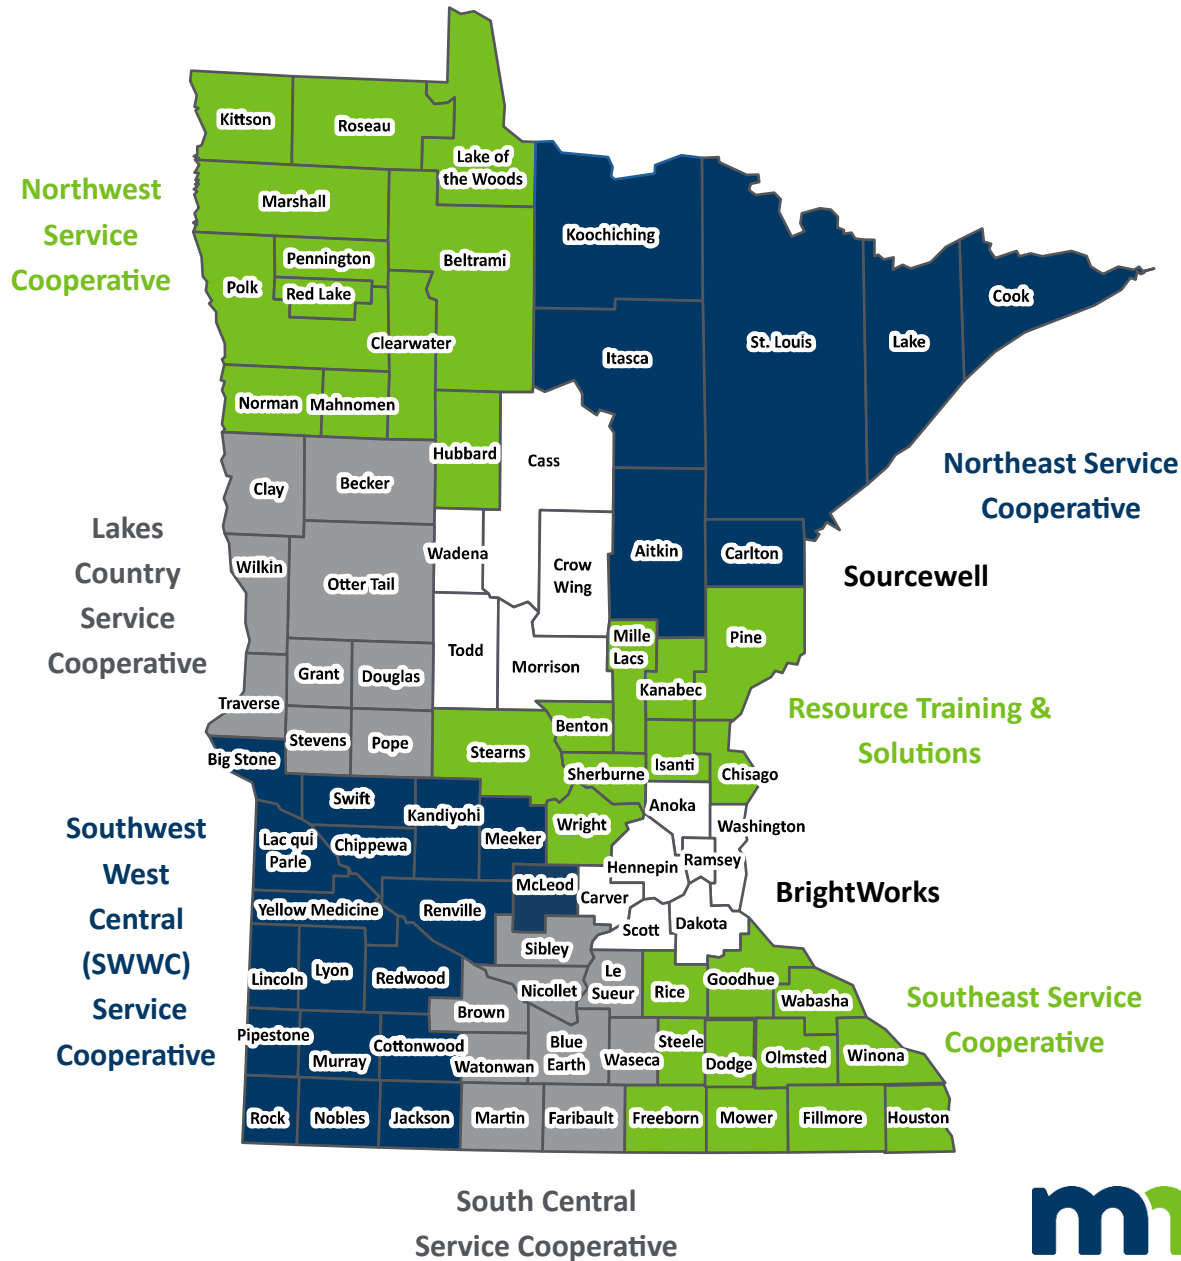 Kittson
Roseau
Lake of
the Woods
Northwest
Service
Cooperative
Marshall
Koochiching
Pennington
Beltrami
Polk
Red Lake
Cook
Clearwater
Itasca
St. Louis
Lake
Norman
Mahnomen
Hubbard
Cass
Northeast Service
Cooperative
Clay
Becker
Lakes
Country
Service
Cooperative
Wilkin
Otter Tail
Wadena
Crow
Wing
Aitkin
Carlton
Sourcewell
Mille
Lacs
Pine
Todd
Morrison
Grant
Douglas
Kanabec
Traverse
Resource Training &
Solutions
Benton
Stevens
Pope
Stearns
Big Stone
Sherburne
Isanti
Chisago
Swift
Kandiyohi
Anoka
Wright
Washington
Southwest
West
Central
(SWWC)
Service
Cooperative
Lac qui
Parle
Chippewa
Meeker
Hennepin
Ramsey
McLeod
Carver
BrightWorks
Yellow Medicine
Renville
Scott
Dakota
Sibley
Lincoln
Lyon
Redwood
Nicollet
Le
Sueur
Rice
Goodhue
Wabasha
Southeast Service
Cooperative
Brown
Pipestone
Murray
Cottonwood
Watonwan
Blue
Earth
Waseca
Steele
Dodge
Olmsted
Winona
Rock
Nobles
Jackson
Martin
Faribault
Freeborn
Mower
Fillmore
Houston
South Central
Service Cooperative
m